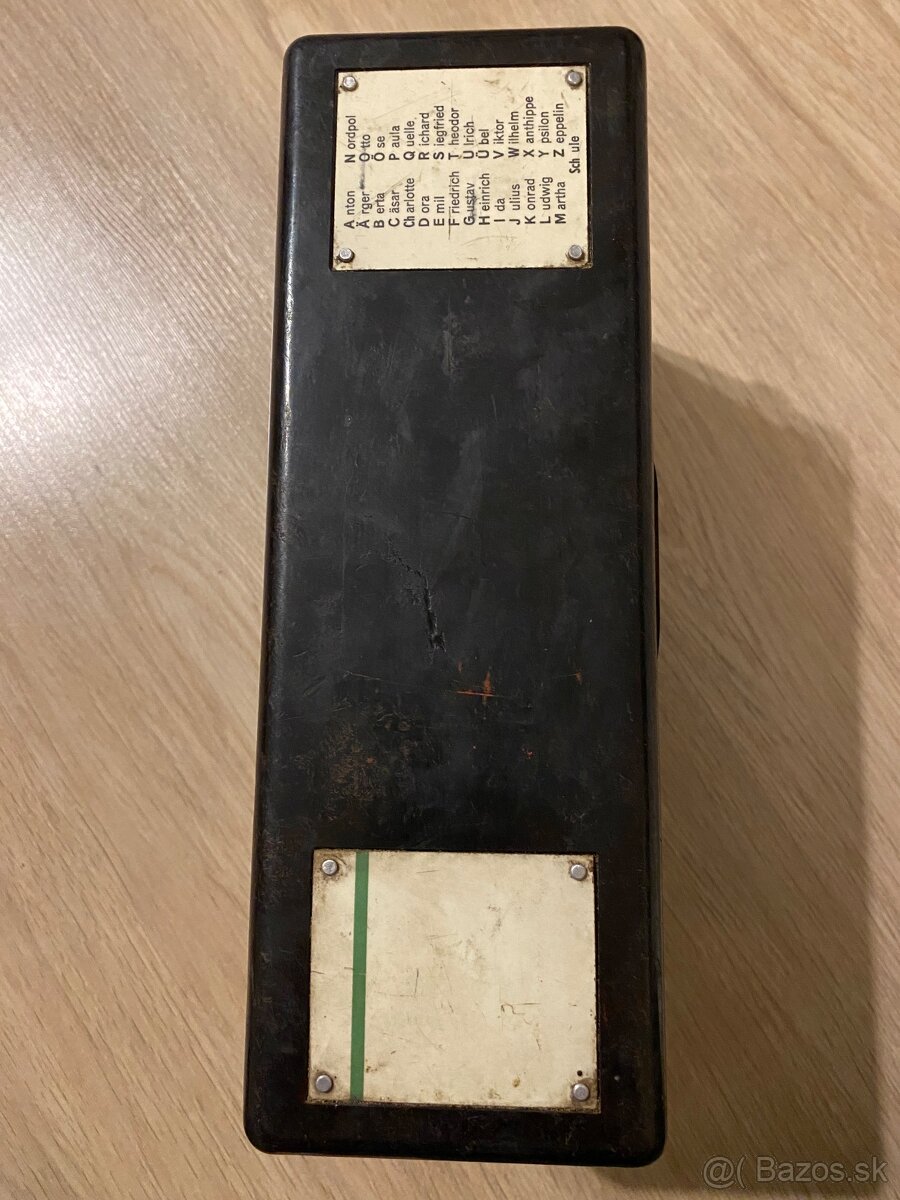 Anton Nordpol
Ärger Otto
Berta Öse
Cäsar Paula
Charlotte Quelle
Dora Richard
Emil Siegfried
Friedrich Theodor
Gustav Ulrich
Heinrich Übel
Ida Viktor
Julius Wilhelm
Konrad Xanthippe
Ludwig Ypsilon
Martha Zeppelin
Schule
@( Bazos.sk